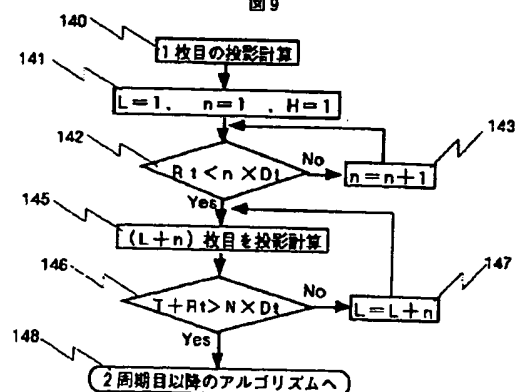 図9
140
1枚目の投影計算
141
L=1, n=1, H=1
142
143
Rt<n×Dt
No
n=n+1
Yes
145
(L+n)枚目を投影計算
146
147
T+Rt>N×Dt
No
L=L+n
Yes
148
2周期目以降のアルゴリズムへ